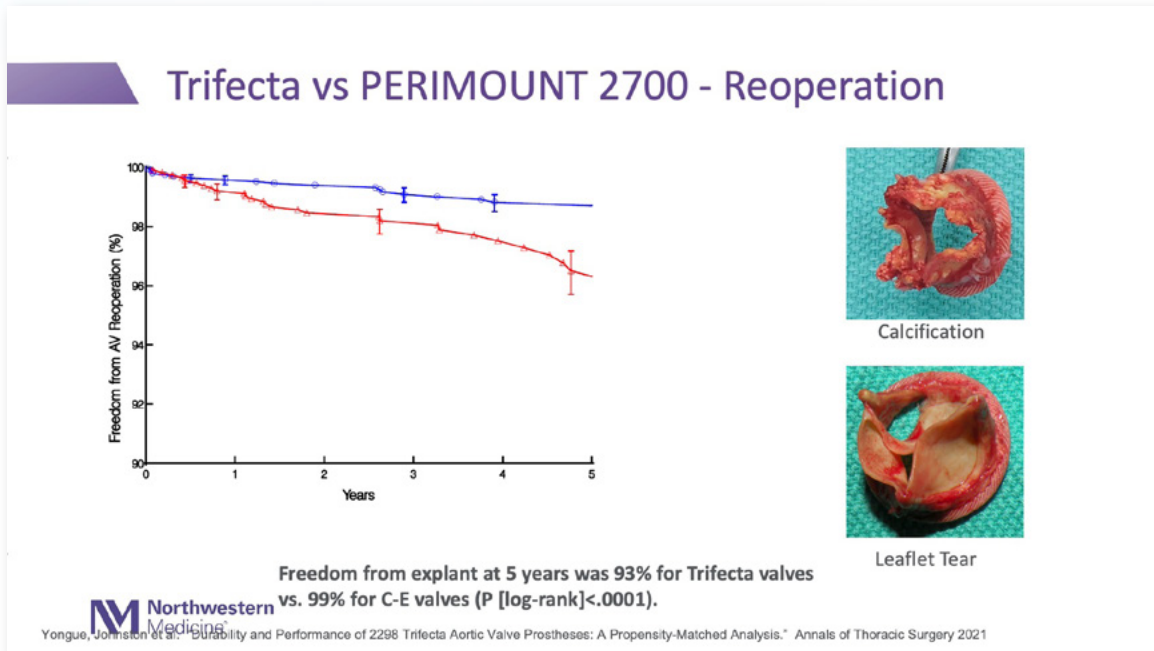 Trifecta vs PERIMOUNT 2700 - Reoperation
100
98
96
94
92
90
Freedom from AV Reoperation (%)
0 1 2 3 4 5
Years
Calcification
Leaflet Tear
Freedom from explant at 5 years was 93% for Trifecta valves
vs. 99% for C-E valves (P [log-rank]<.0001).
NM Northwestern
Medicine
Yongue, Johnston et al. "Durability and Performance of 2298 Trifecta Aortic Valve Prostheses: A Propensity-Matched Analysis." Annals of Thoracic Surgery 2021